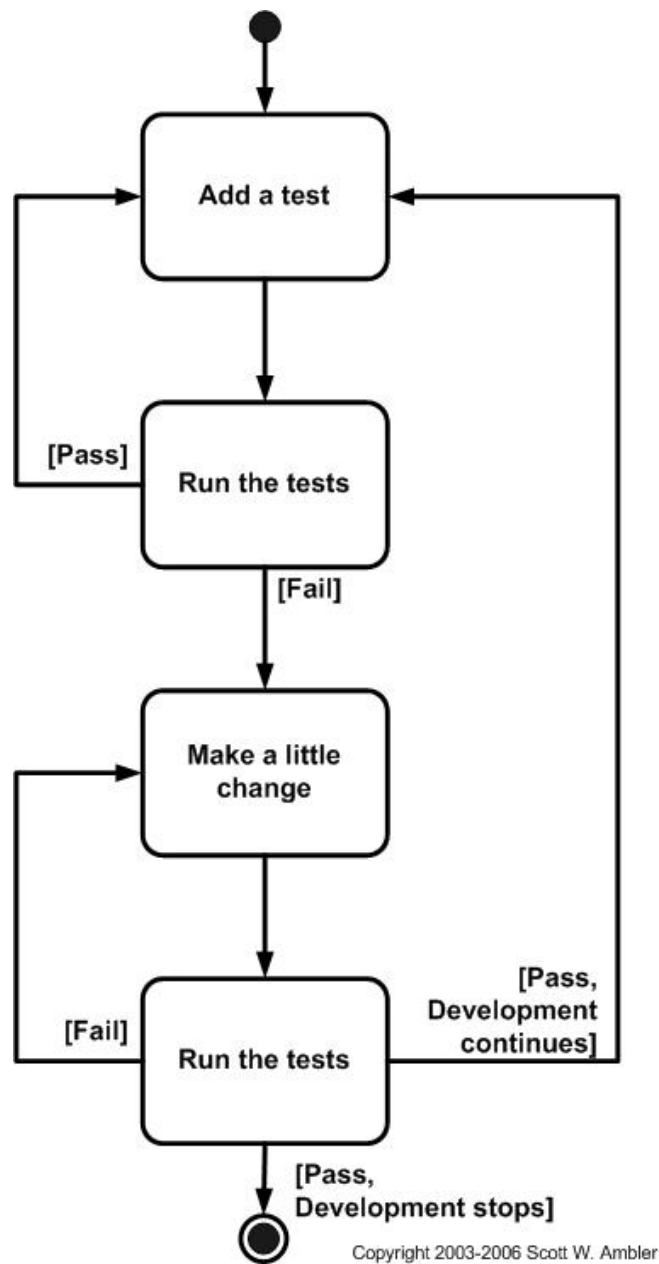 Add a test
[Pass]
Run the tests
[Fail]
Make a little
change
[Fail]
Run the tests
[Pass,
Development
continues]
[Pass,
Development stops]
Copyright 2003-2006 Scott W. Ambler